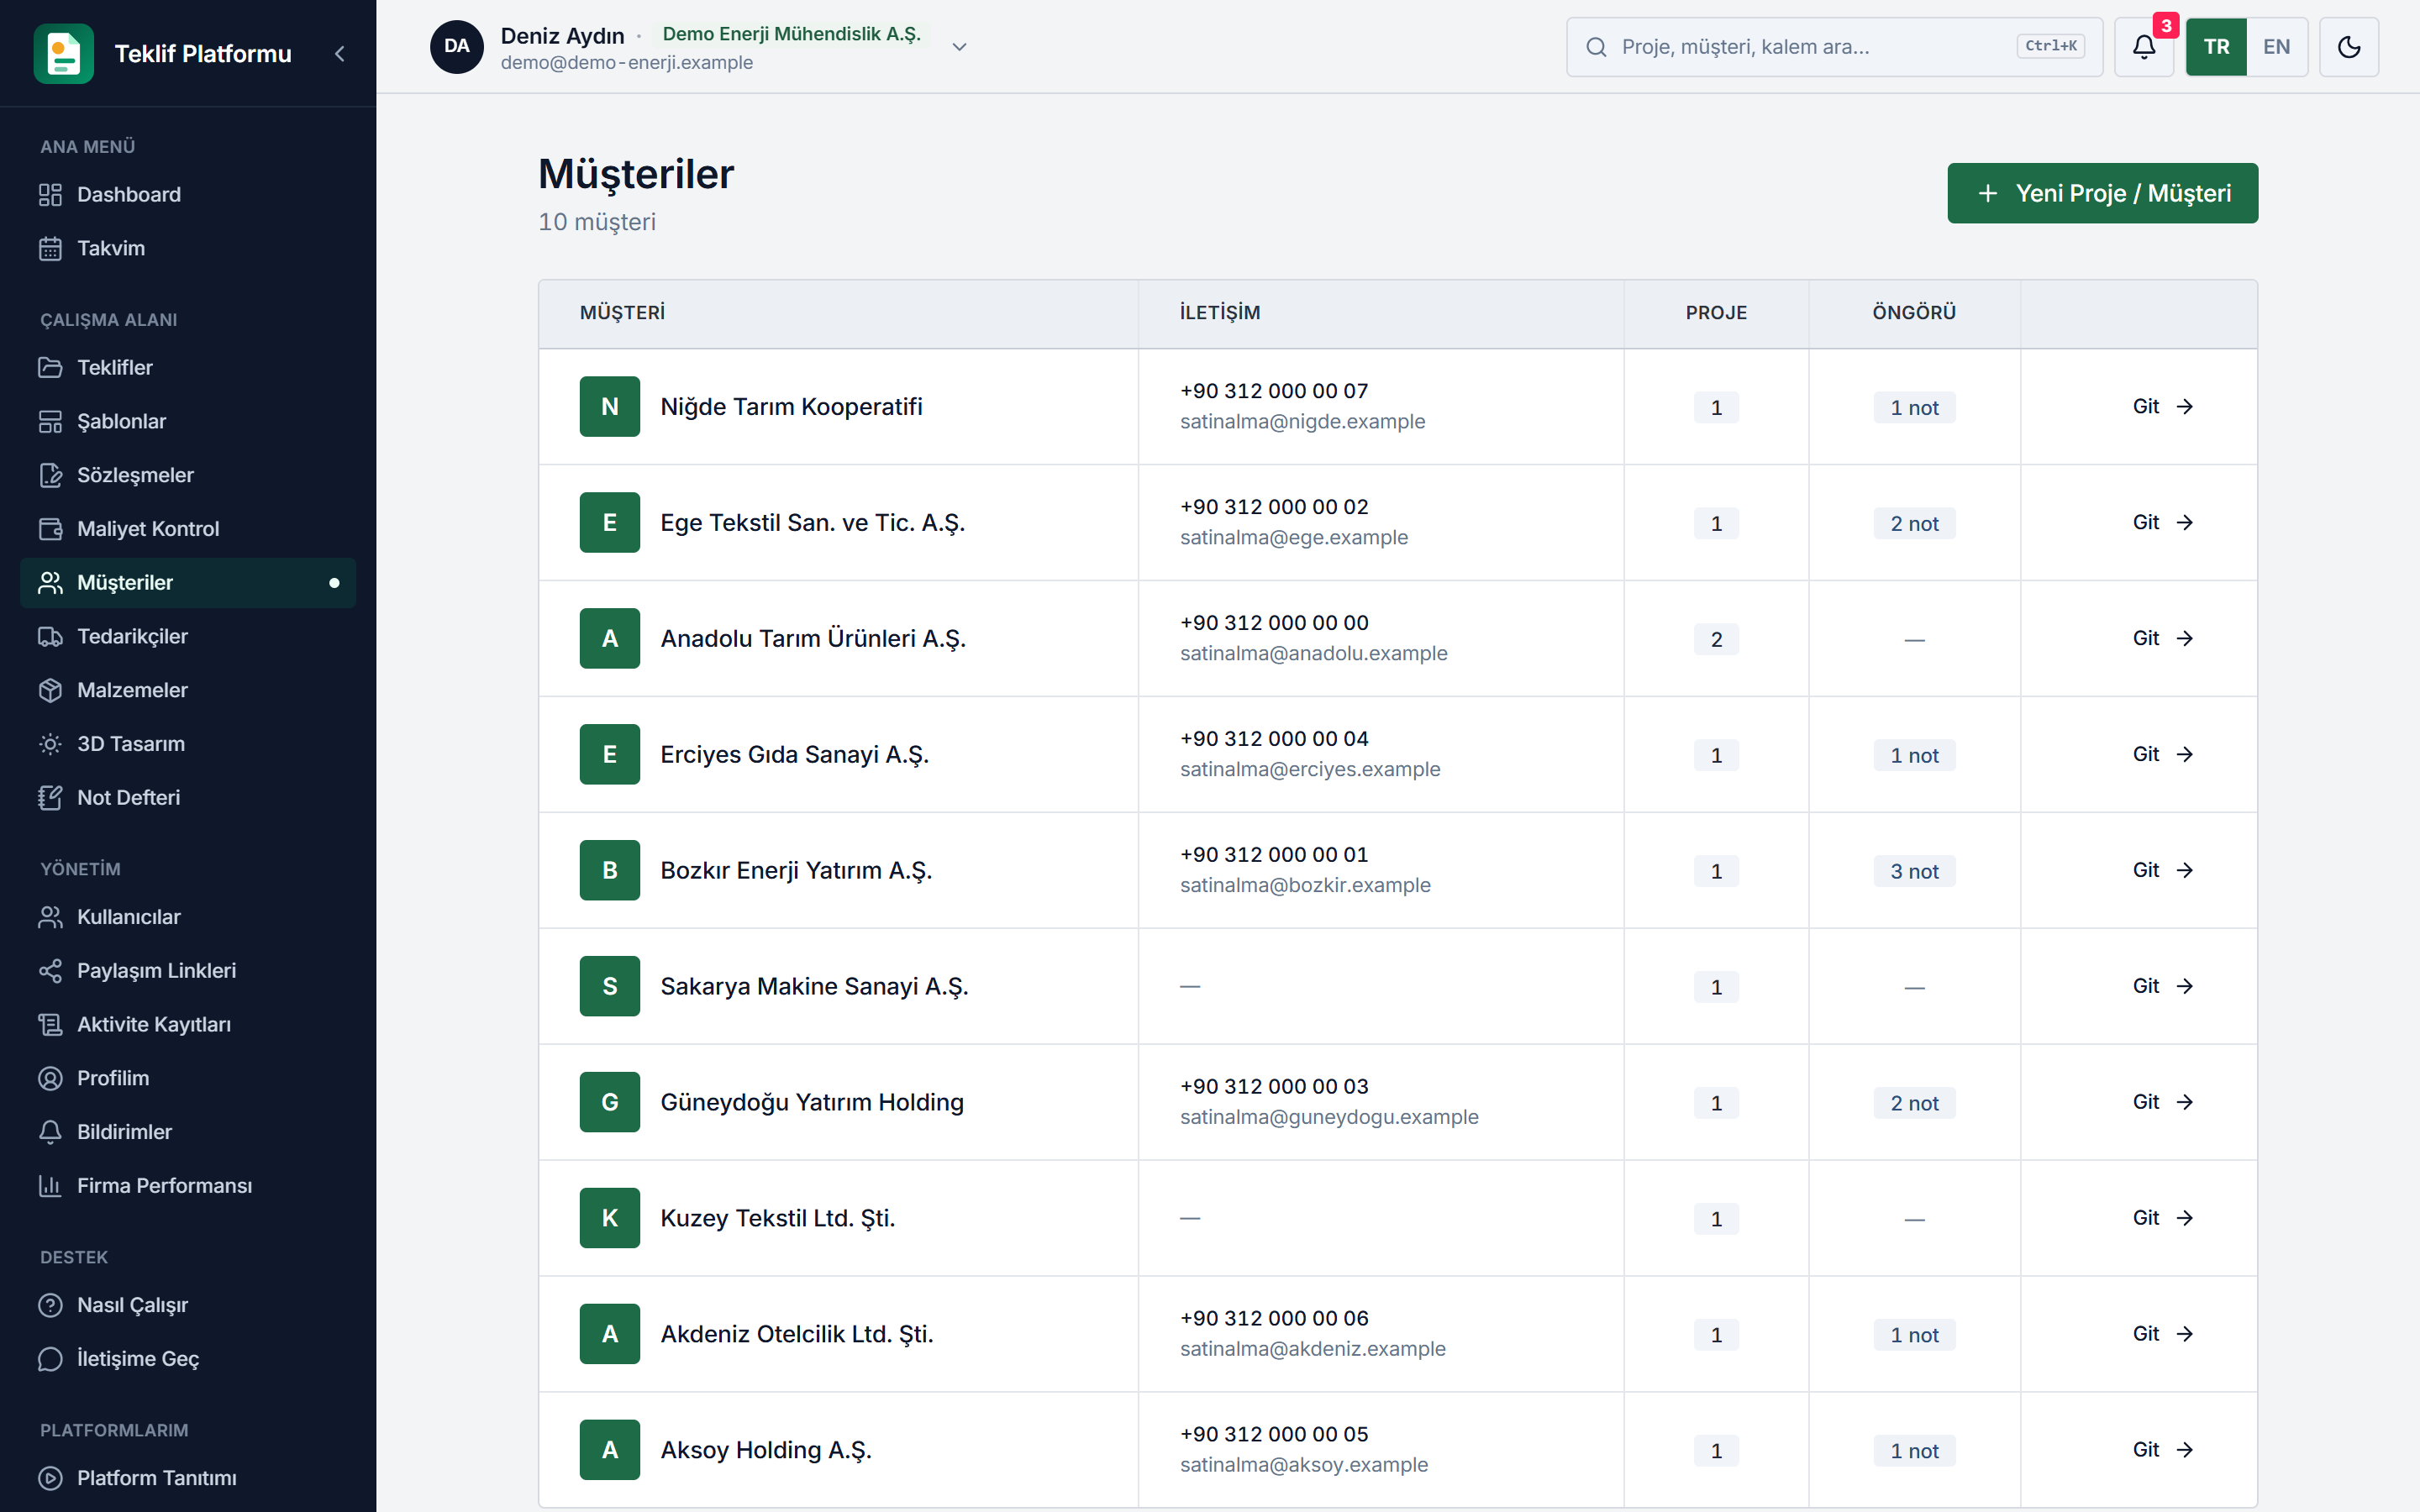 Teklif Platformu
ANA MENÜ
Dashboard
Takvim
ÇALIŞMA ALANI
Teklifler
Şablonlar
Sözleşmeler
Maliyet Kontrol
Müşteriler
Tedarikçiler
Malzemeler
3D Tasarım
Not Defteri
YÖNETİM
Kullanıcılar
Paylaşım Linkleri
Aktivite Kayıtları
Profilim
Bildirimler
Firma Performansı
DESTEK
Nasıl Çalışır
İletişime Geç
PLATFORMLARIM
Platform Tanıtımı
DA
Deniz Aydın · Demo Enerji Mühendislik A.Ş.
demo@demo-enerji.example
Proje, müşteri, kalem ara... Ctrl+K
3
TR EN
Müşteriler
10 müşteri
+ Yeni Proje / Müşteri
MÜŞTERİ İLETİŞİM PROJE ÖNGÖRÜ
N Niğde Tarım Kooperatifi +90 312 000 00 07 1 1 not Git →
satinalma@nigde.example
E Ege Tekstil San. ve Tic. A.Ş. +90 312 000 00 02 1 2 not Git →
satinalma@ege.example
A Anadolu Tarım Ürünleri A.Ş. +90 312 000 00 00 2 — Git →
satinalma@anadolu.example
E Erciyes Gıda Sanayi A.Ş. +90 312 000 00 04 1 1 not Git →
satinalma@erciyes.example
B Bozkır Enerji Yatırım A.Ş. +90 312 000 00 01 1 3 not Git →
satinalma@bozkir.example
S Sakarya Makine Sanayi A.Ş. — 1 — Git →
G Güneydoğu Yatırım Holding +90 312 000 00 03 1 2 not Git →
satinalma@guneydogu.example
K Kuzey Tekstil Ltd. Şti. — 1 — Git →
A Akdeniz Otelcilik Ltd. Şti. +90 312 000 00 06 1 1 not Git →
satinalma@akdeniz.example
A Aksoy Holding A.Ş. +90 312 000 00 05 1 1 not Git →
satinalma@aksoy.example